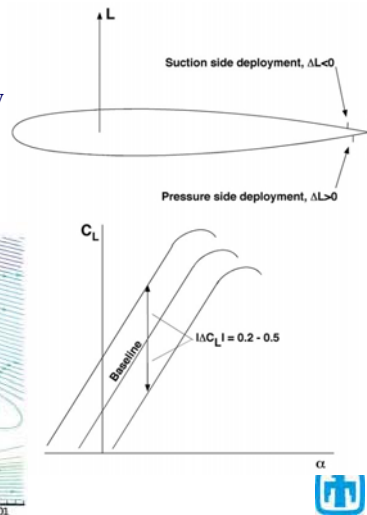 L
Suction side deployment, ΔL<0
Pressure side deployment, ΔL>0
C_L
Baseline
|ΔC_L| = 0.2 - 0.5
α